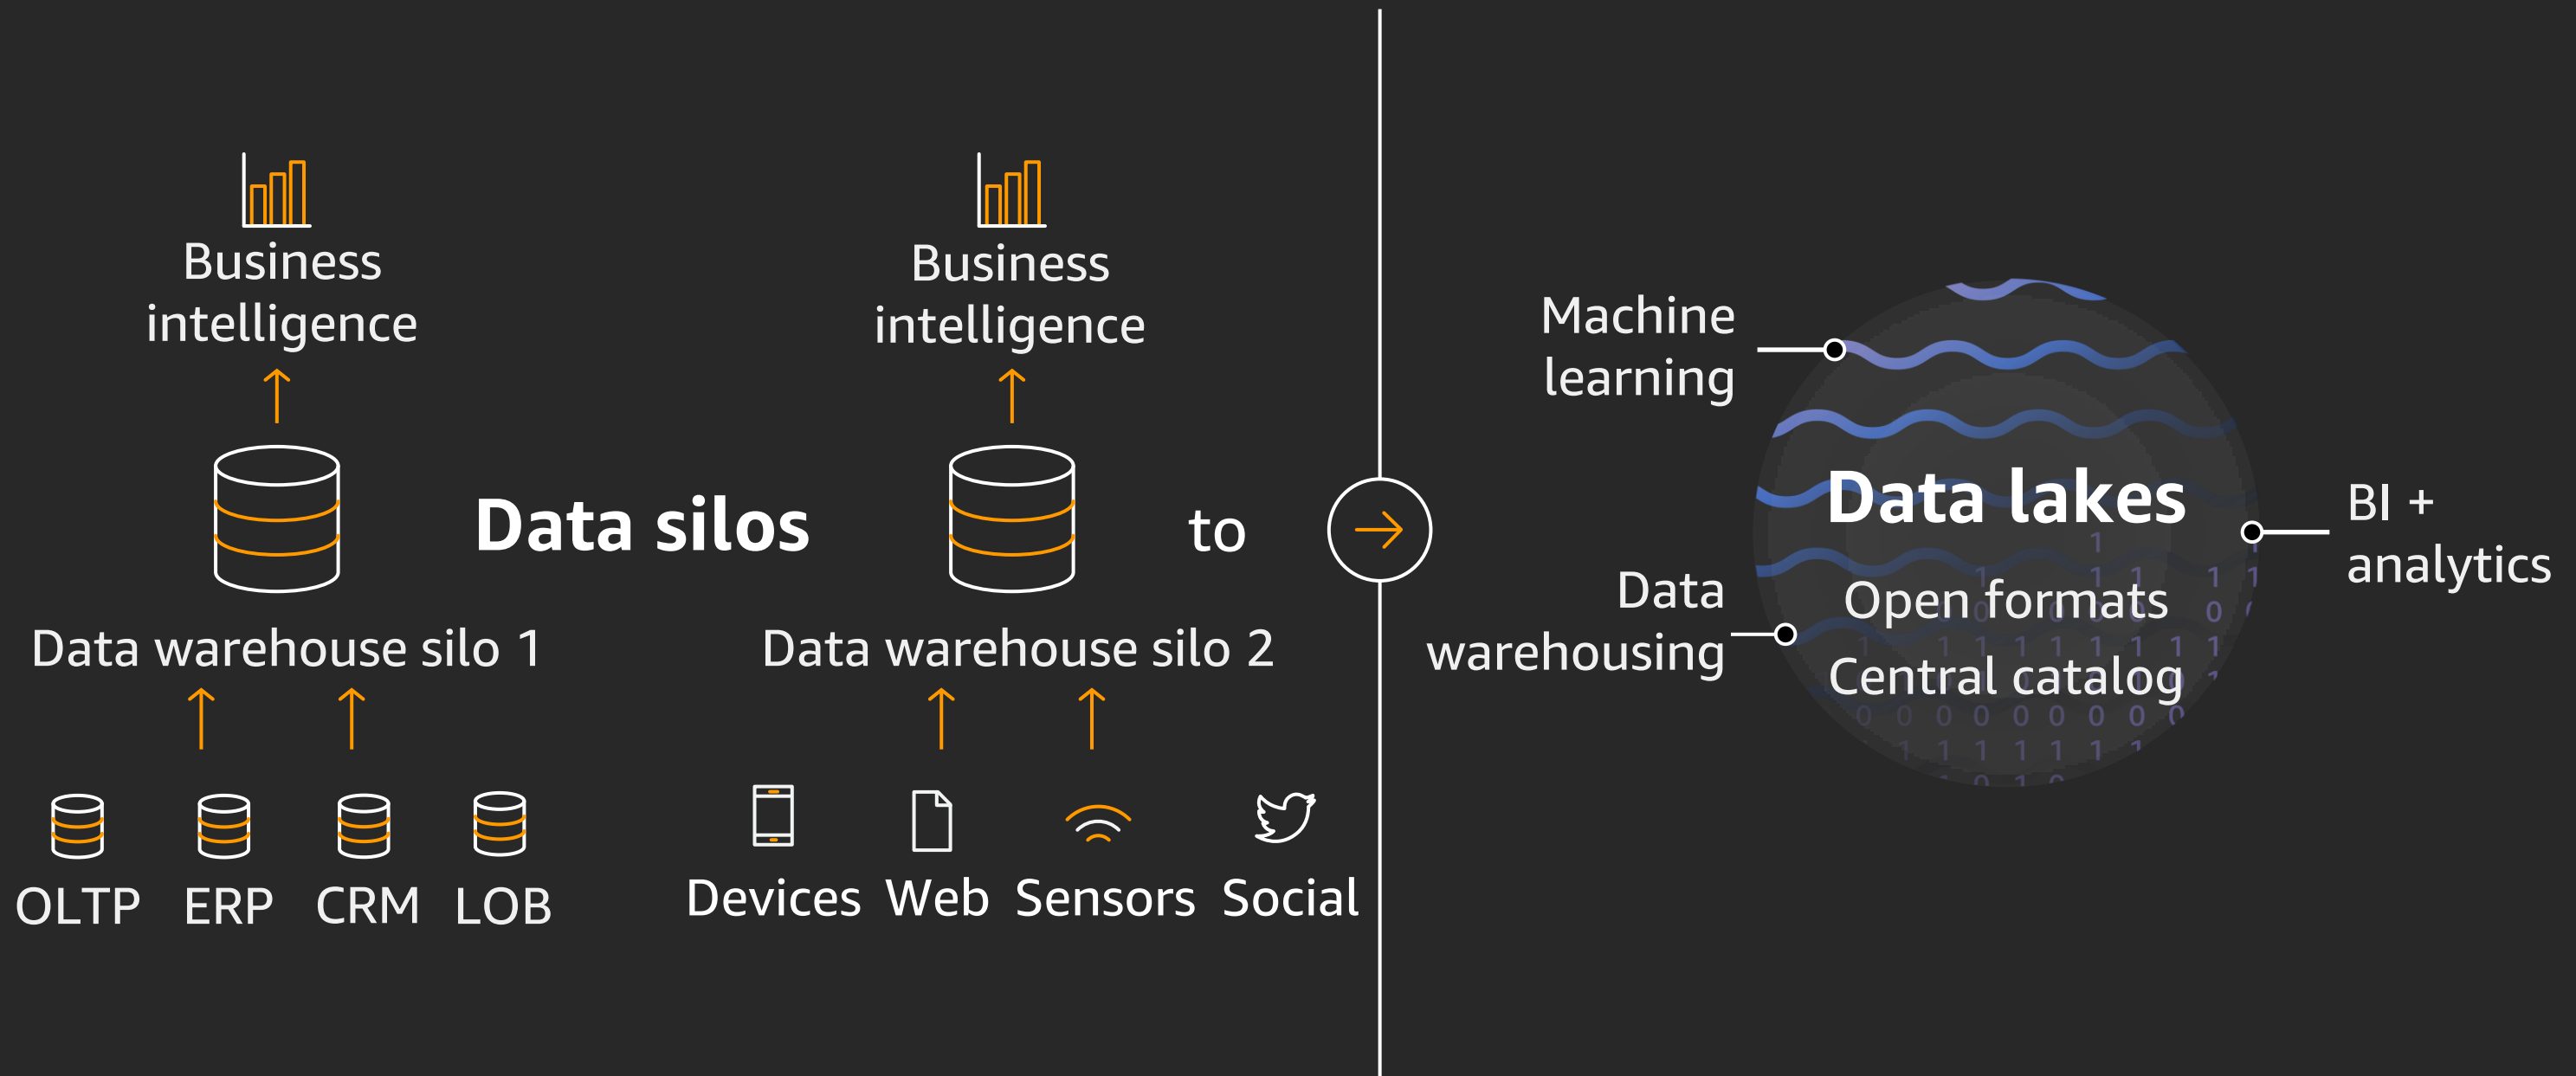 Business
intelligence
Business
intelligence
Data silos
to
Data warehouse silo 1
Data warehouse silo 2
OLTP
ERP
CRM
LOB
Devices
Web
Sensors
Social
Machine
learning
Data
warehousing
Data lakes
Open formats
Central catalog
BI +
analytics